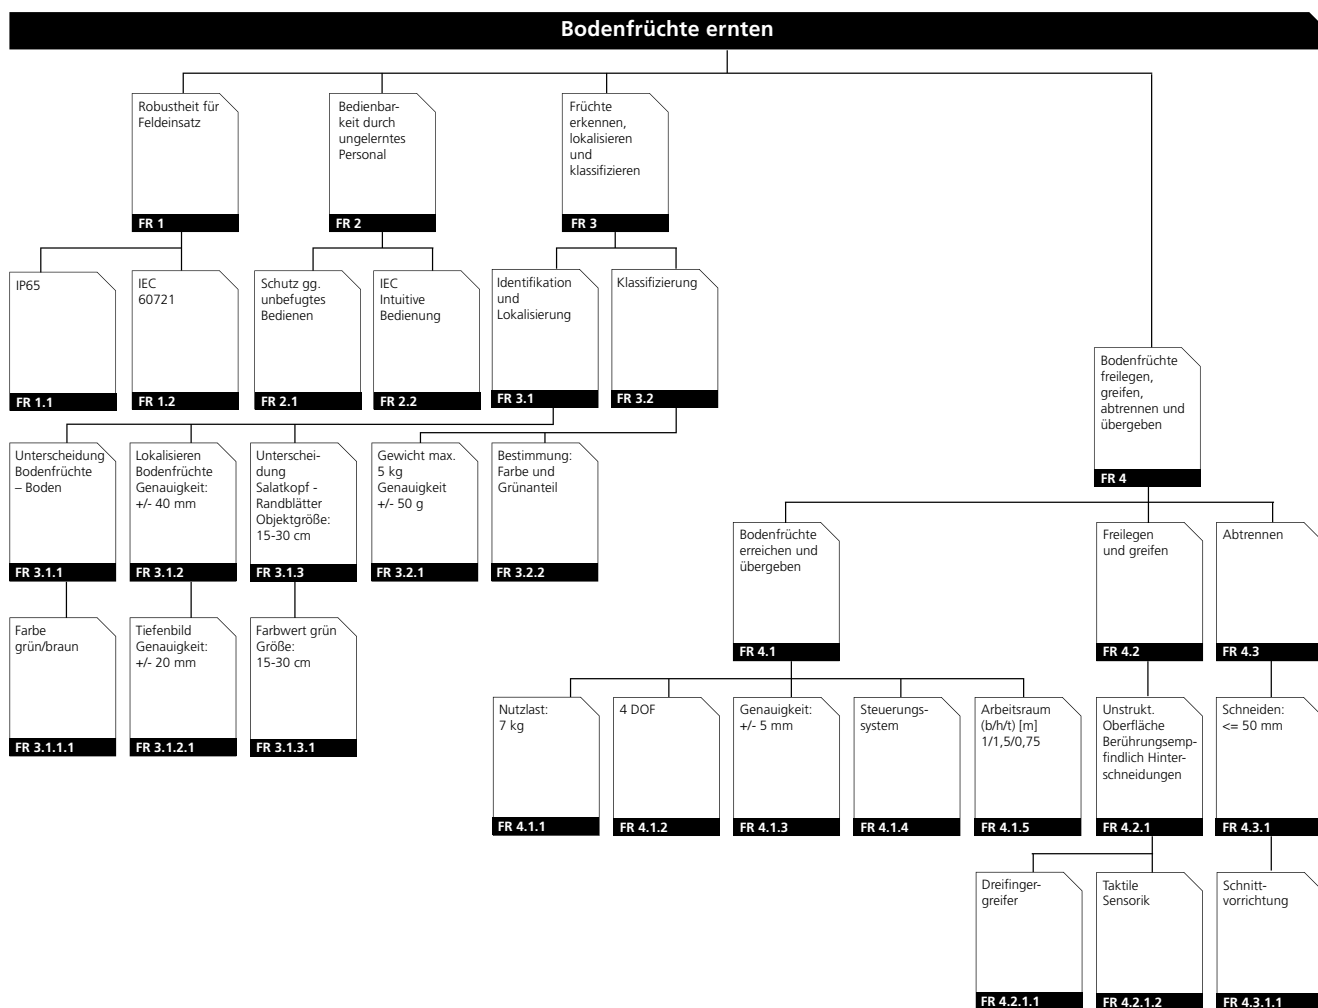 Bodenfrüchte ernten
Robustheit für
Feldeinsatz
FR 1
Bedienbar-
keit durch
ungelerntes
Personal
FR 2
Früchte
erkennen,
lokalisieren
und
klassifizieren
FR 3
IP65
FR 1.1
IEC
60721
FR 1.2
Schutz gg.
unbefugtes
Bedienen
FR 2.1
IEC
Intuitive
Bedienung
FR 2.2
Identifikation
und
Lokalisierung
FR 3.1
Klassifizierung
FR 3.2
Bodenfrüchte
freilegen,
greifen,
abtrennen und
übergeben
FR 4
Unterscheidung
Bodenfrüchte
– Boden
FR 3.1.1
Lokalisieren
Bodenfrüchte
Genauigkeit:
+/- 40 mm
FR 3.1.2
Unterschei-
dung
Salatkopf -
Randblätter
Objektgröße:
15-30 cm
FR 3.1.3
Gewicht max.
5 kg
Genauigkeit
+/- 50 g
FR 3.2.1
Bestimmung:
Farbe und
Grünanteil
FR 3.2.2
Bodenfrüchte
erreichen und
übergeben
FR 4.1
Freilegen
und greifen
FR 4.2
Abtrennen
FR 4.3
Farbe
grün/braun
FR 3.1.1.1
Tiefenbild
Genauigkeit:
+/- 20 mm
FR 3.1.2.1
Farbwert grün
Größe:
15-30 cm
FR 3.1.3.1
Nutzlast:
7 kg
FR 4.1.1
4 DOF
FR 4.1.2
Genauigkeit:
+/- 5 mm
FR 4.1.3
Steuerungs-
system
FR 4.1.4
Arbeitsraum
(b/h/t) [m]
1/1,5/0,75
FR 4.1.5
Unstrukt.
Oberfläche
Berührungsemp-
findlich Hinter-
schneidungen
FR 4.2.1
Schneiden:
<= 50 mm
FR 4.3.1
Dreifinger-
greifer
FR 4.2.1.1
Taktile
Sensorik
FR 4.2.1.2
Schnitt-
vorrichtung
FR 4.3.1.1